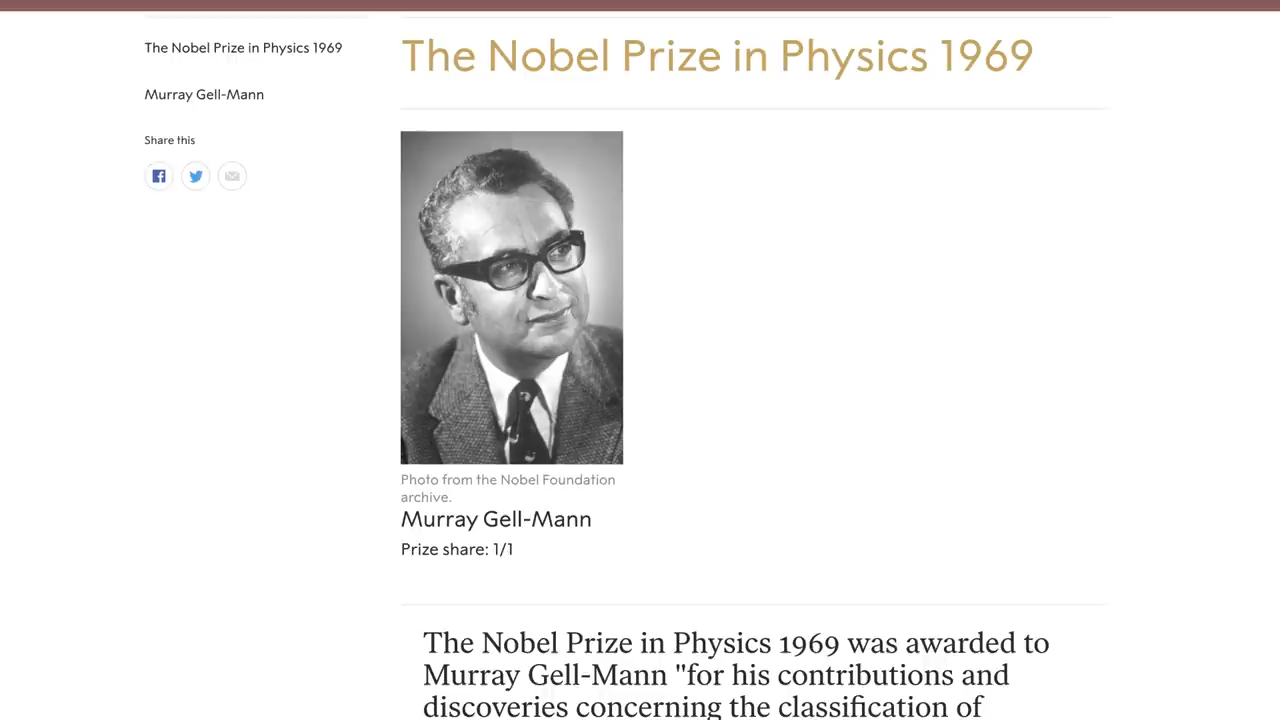 The Nobel Prize in Physics 1969
Murray Gell-Mann
Share this
The Nobel Prize in Physics 1969
Photo from the Nobel Foundation
archive.
Murray Gell-Mann
Prize share: 1/1
The Nobel Prize in Physics 1969 was awarded to
Murray Gell-Mann "for his contributions and
discoveries concerning the classification of